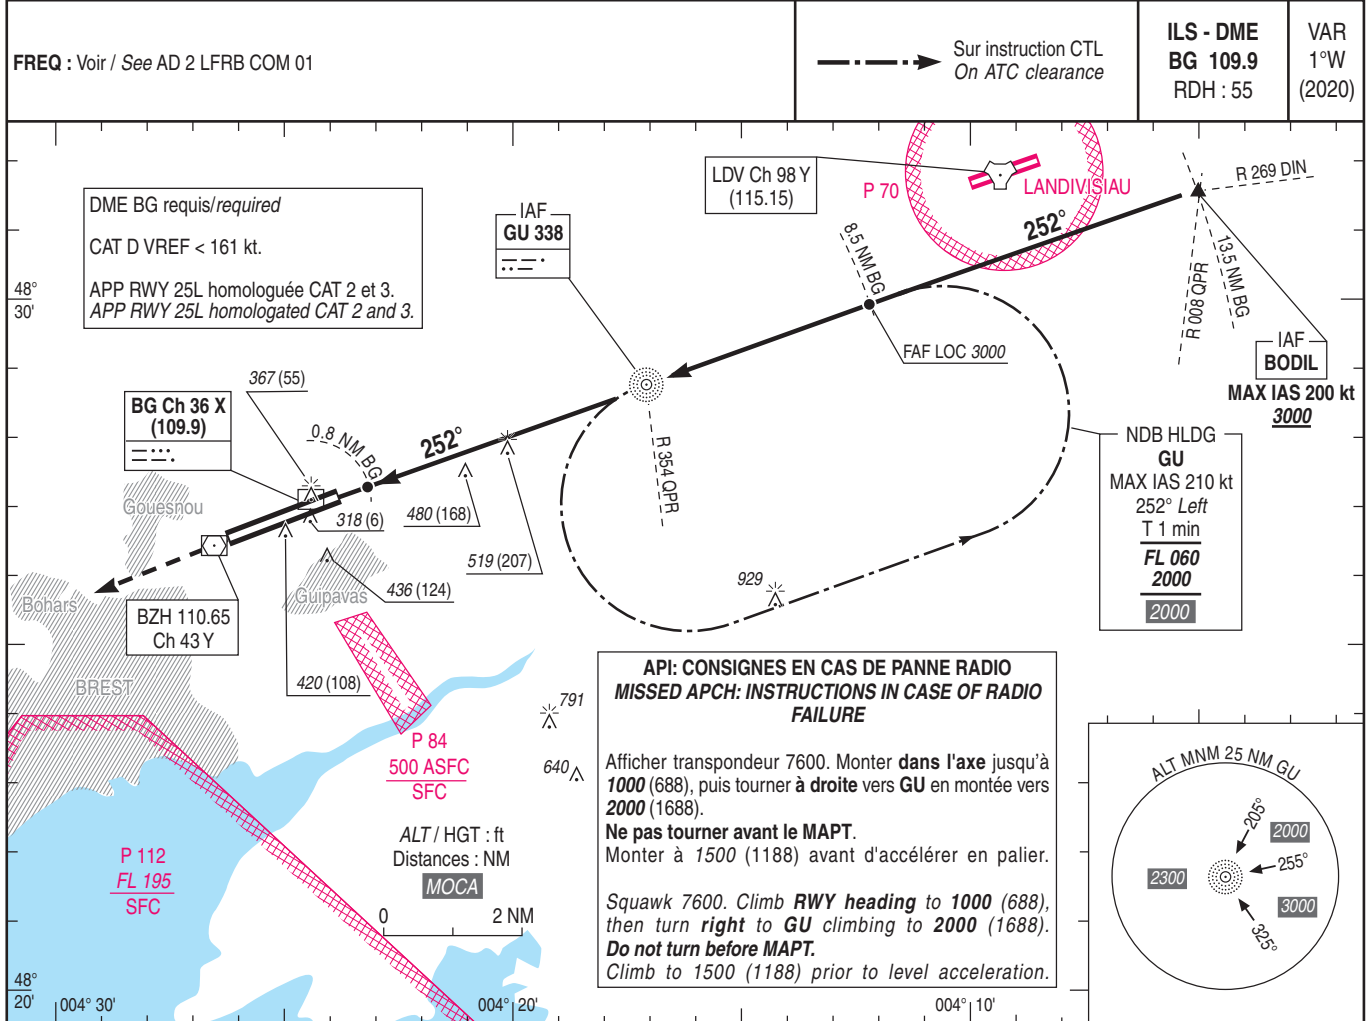 FREQ : Voir / See AD 2 LFRB COM 01
Sur instruction CTL
On ATC clearance
ILS - DME
BG 109.9
RDH : 55
VAR
1°W
(2020)
DME BG requis/required
CAT D VREF < 161 kt.
APP RWY 25L homologuée CAT 2 et 3.
APP RWY 25L homologated CAT 2 and 3.
IAF
GU 338
LDV Ch 98 Y
(115.15)
P 70
LANDIVISIAU
R 269 DIN
252°
8.5 NM BG
13.5 NM BG
R 008 QPR
48°
30'
FAF LOC 3000
IAF
BODIL
MAX IAS 200 kt
3000
367 (55)
BG Ch 36 X
(109.9)
0.8 NM BG
252°
R 354 QPR
NDB HLDG
GU
MAX IAS 210 kt
252° Left
T 1 min
FL 060
2000
2000
Gouesnou
318 (6)
480 (168)
519 (207)
929
436 (124)
Guipavas
Bohars
BZH 110.65
Ch 43 Y
BREST
420 (108)
791
640
P 84
500 ASFC
SFC
API: CONSIGNES EN CAS DE PANNE RADIO
MISSED APCH: INSTRUCTIONS IN CASE OF RADIO
FAILURE
Afficher transpondeur 7600. Monter dans l'axe jusqu'à
1000 (688), puis tourner à droite vers GU en montée vers
2000 (1688).
Ne pas tourner avant le MAPT.
Monter à 1500 (1188) avant d'accélérer en palier.
Squawk 7600. Climb RWY heading to 1000 (688),
then turn right to GU climbing to 2000 (1688).
Do not turn before MAPT.
Climb to 1500 (1188) prior to level acceleration.
ALT MNM 25 NM GU
205°
2000
255°
2300
3000
325°
ALT / HGT : ft
Distances : NM
MOCA
0 2 NM
P 112
FL 195
SFC
48°
20'
004° 30'
004° 20'
004° 10'